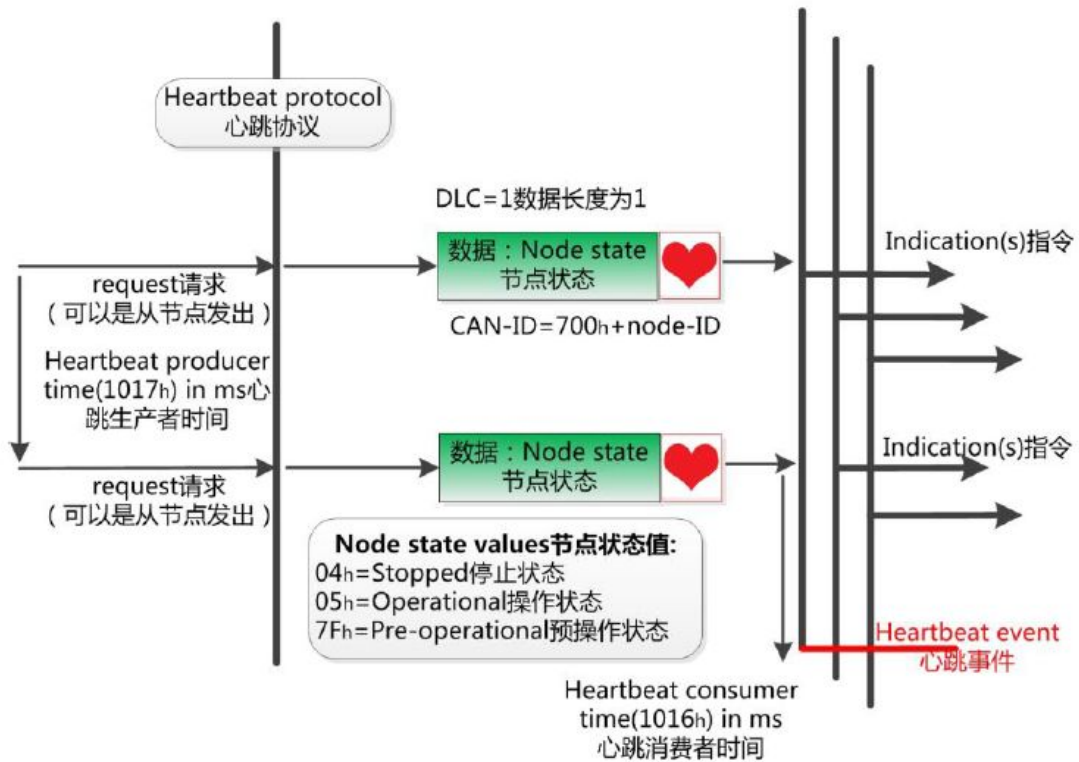 Heartbeat protocol
心跳协议
DLC=1数据长度为1
数据：Node state
节点状态
Indication(s)指令
request请求
（可以是从节点发出）
CAN-ID=700h+node-ID
Heartbeat producer
time(1017h) in ms心
跳生产者时间
数据：Node state
节点状态
Indication(s)指令
request请求
（可以是从节点发出）
Node state values节点状态值:
04h=Stopped停止状态
05h=Operational操作状态
7Fh=Pre-operational预操作状态
Heartbeat event
心跳事件
Heartbeat consumer
time(1016h) in ms
心跳消费者时间